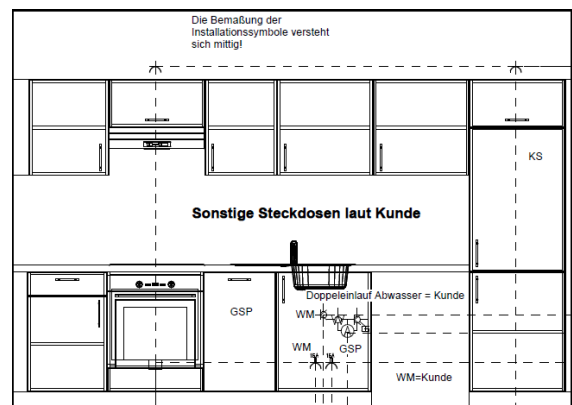 Die Bemaßung der
Installationssymbole versteht
sich mittig!
KS
Sonstige Steckdosen laut Kunde
Doppeleinlauf Abwasser = Kunde
GSP
WM
WM
GSP
WM=Kunde